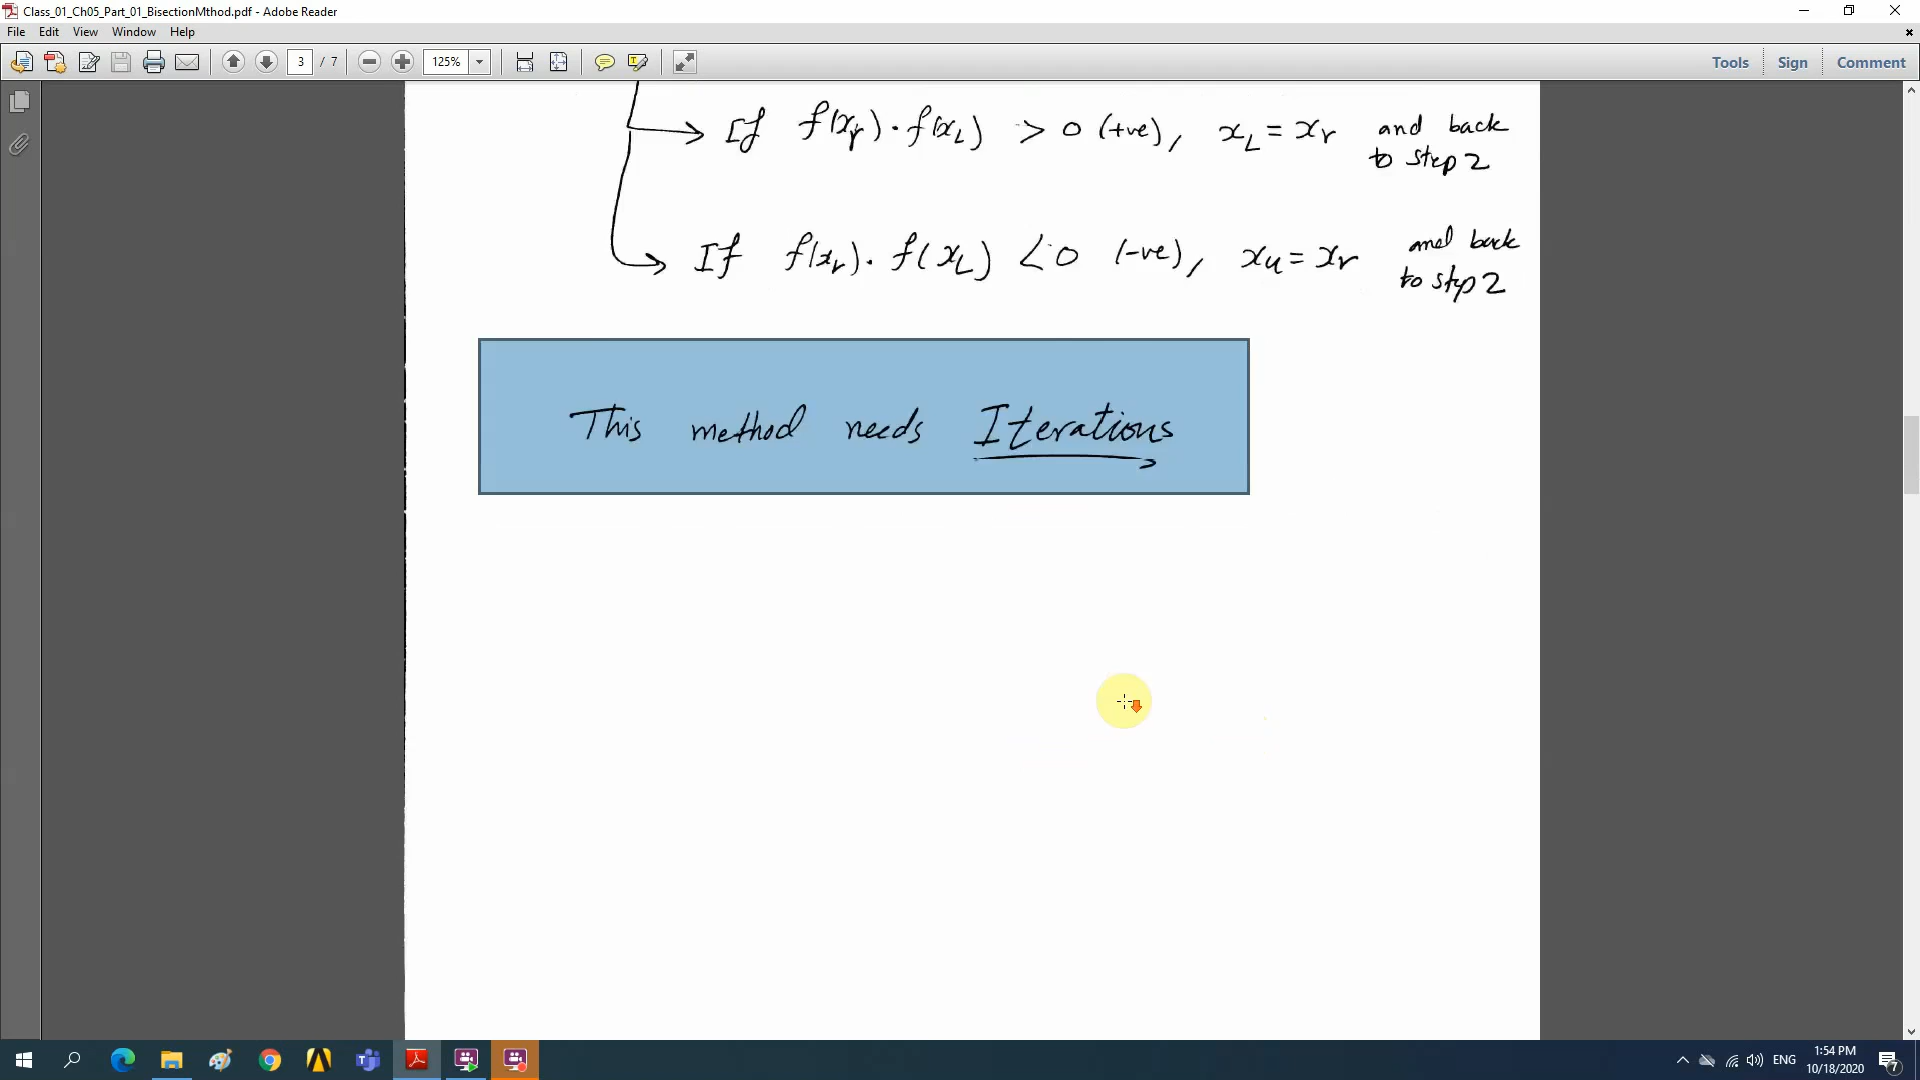 Class_01_Ch05_Part_01_BisectionMthod.pdf - Adobe Reader
File Edit View Window Help
3 / 7 125% Tools Sign Comment
If f(xr) · f(xL) > 0 (+ve), xL = xr and back
to step 2
If f(xr) · f(xL) < 0 (-ve), xu = xr and back
to step 2
This method needs Iterations
ENG
1:54 PM
10/18/2020
7